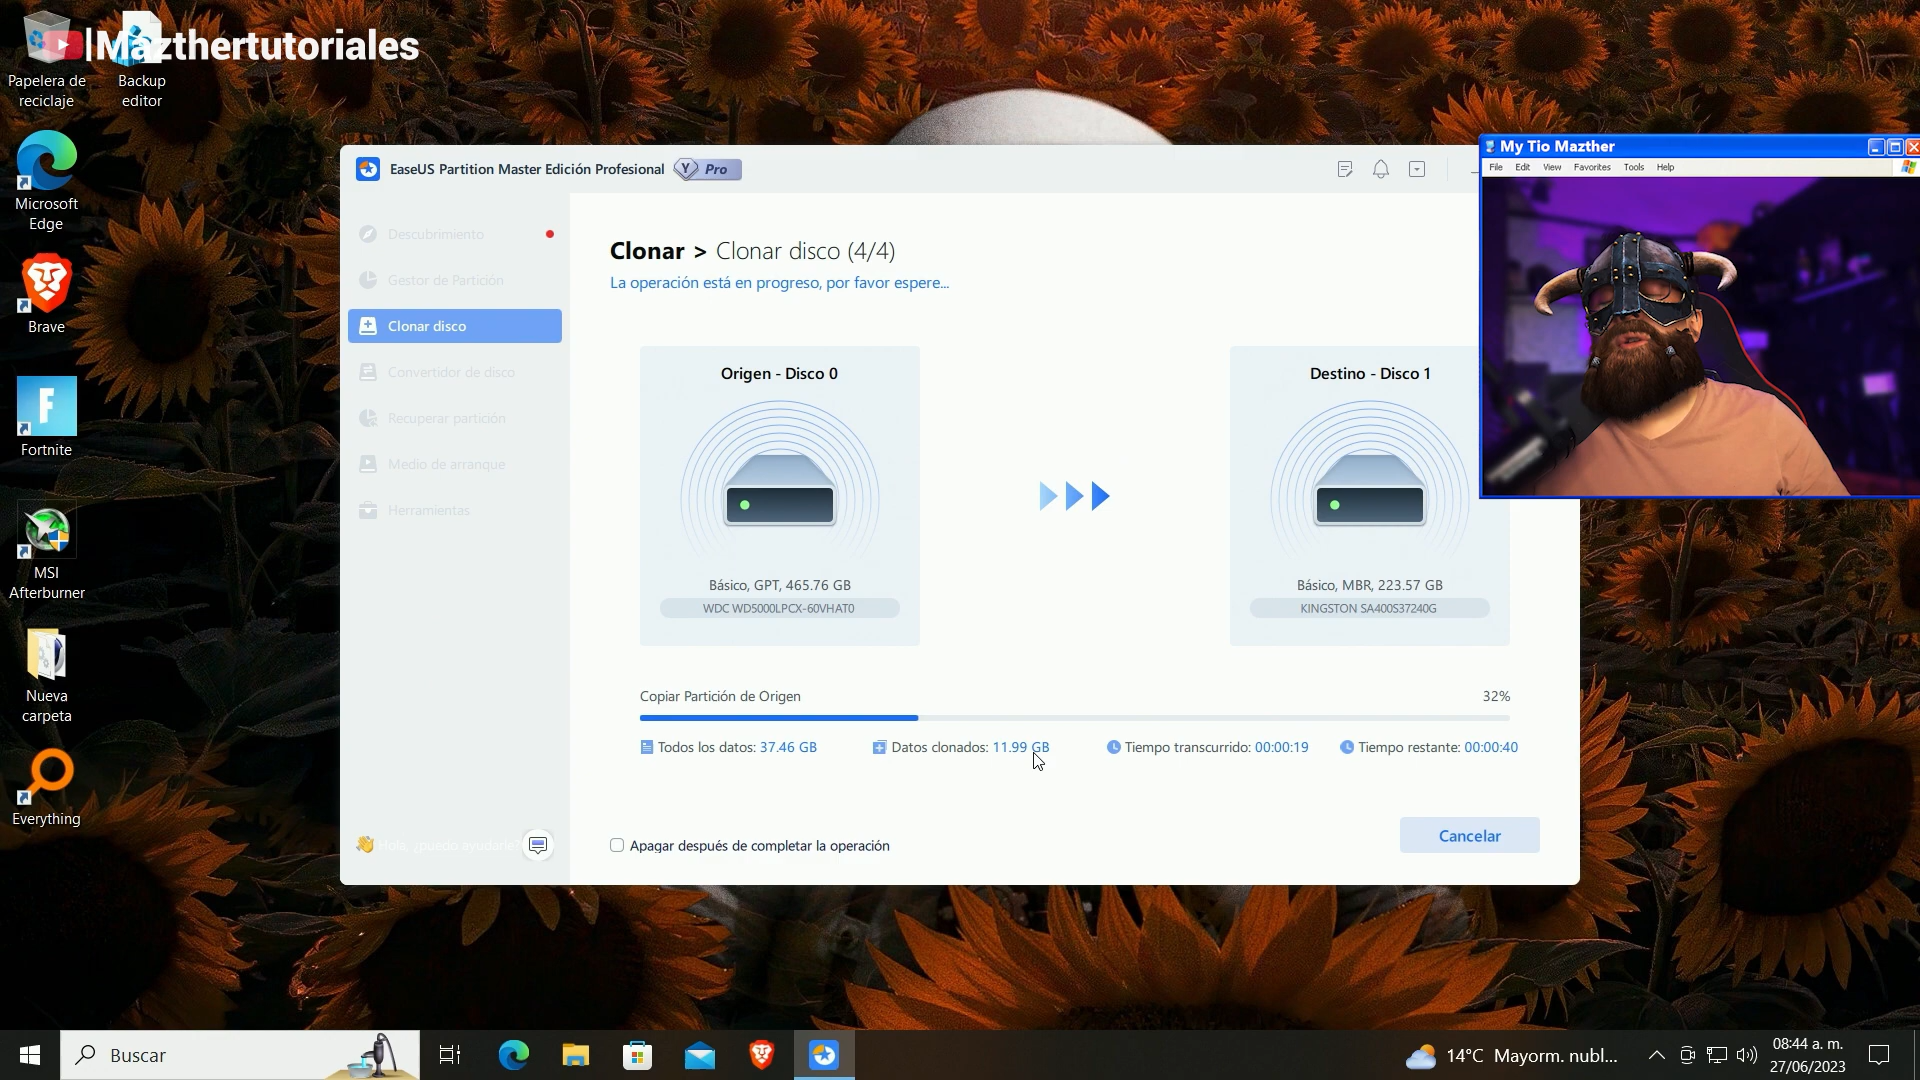 |Mazthertutoriales
Papelera de
reciclaje
Backup
editor
Microsoft
Edge
Brave
Fortnite
MSI
Afterburner
Nueva
carpeta
Everything
EaseUS Partition Master Edición Profesional
Y Pro
Descubrimiento
Gestor de Partición
Clonar disco
Convertidor de disco
Recuperar partición
Medio de arranque
Herramientas
Hola, ¿puedo ayudarle?
Clonar > Clonar disco (4/4)
La operación está en progreso, por favor espere...
Origen - Disco 0
Básico, GPT, 465.76 GB
WDC WD5000LPCX-60VHAT0
Destino - Disco 1
Básico, MBR, 223.57 GB
KINGSTON SA400S37240G
Copiar Partición de Origen 32%
Todos los datos: 37.46 GB Datos clonados: 11.99 GB Tiempo transcurrido: 00:00:19 Tiempo restante: 00:00:40
Apagar después de completar la operación
Cancelar
My Tio Mazther
File Edit View Favorites Tools Help
Buscar
14°C Mayorm. nubl...
08:44 a. m.
27/06/2023